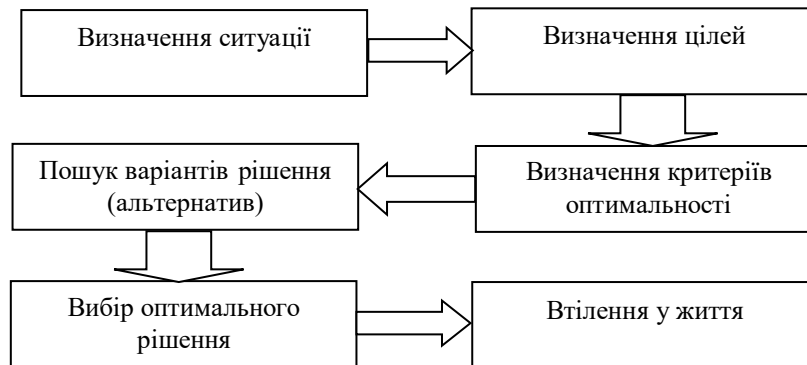 Визначення ситуації
Визначення цілей
Визначення критеріїв
оптимальності
Пошук варіантів рішення
(альтернатив)
Вибір оптимального
рішення
Втілення у життя